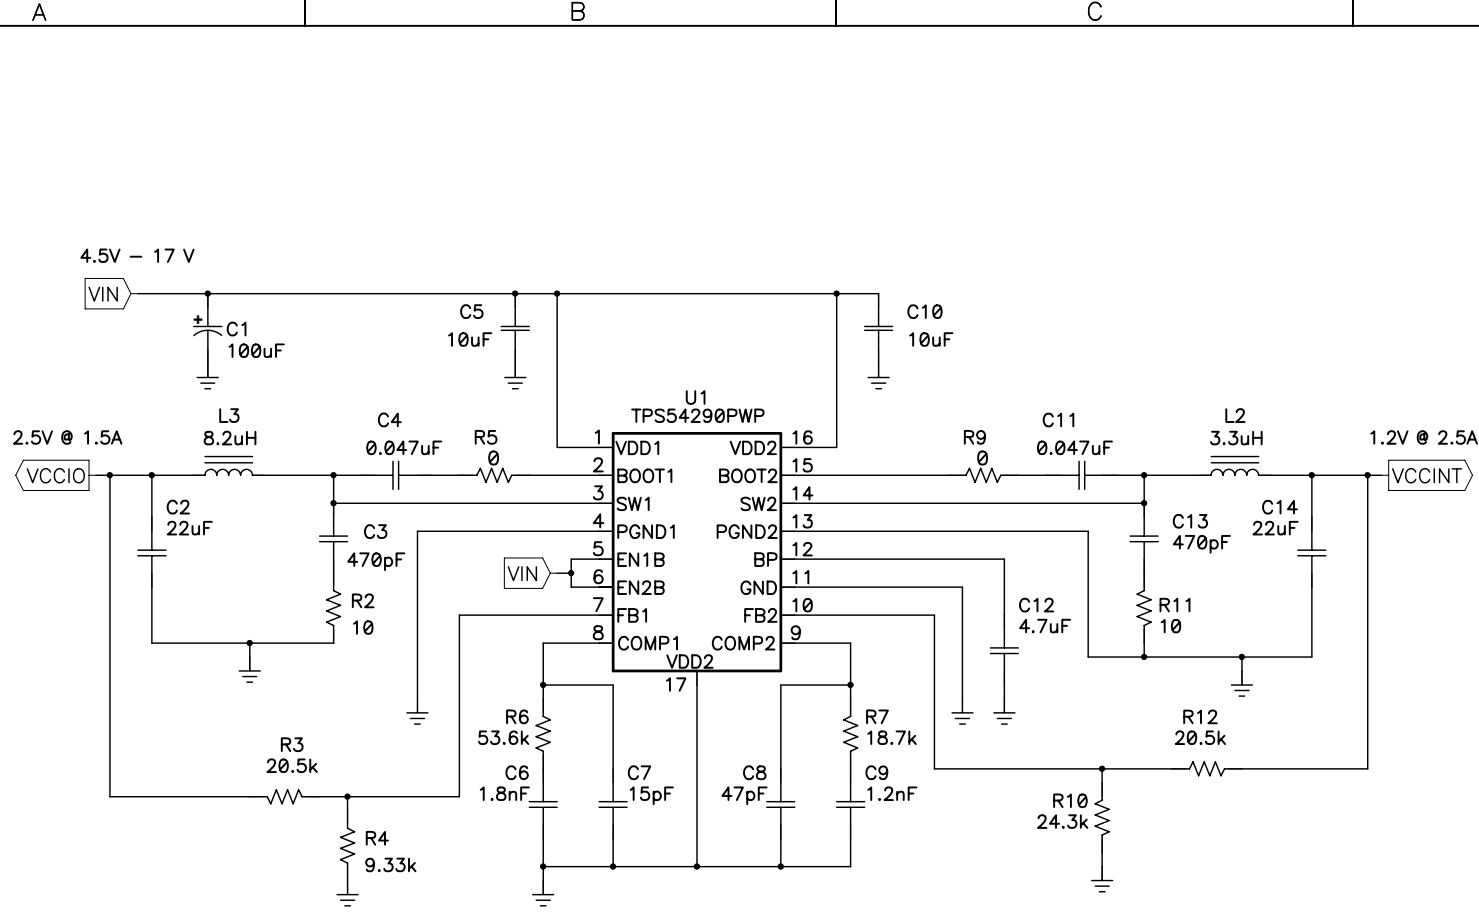 A B C
4.5V – 17 V
VIN
C1
100uF
C5
10uF
C10
10uF
U1
TPS54290PWP
2.5V @ 1.5A
VCCIO
L3
8.2uH
C4
0.047uF
R5
0
C2
22uF
C3
470pF
R2
10
VIN
1 VDD1 VDD2 16
2 BOOT1 BOOT2 15
3 SW1 SW2 14
4 PGND1 PGND2 13
5 EN1B BP 12
6 EN2B GND 11
7 FB1 FB2 10
8 COMP1 COMP2 9
VDD2
17
R9
0
C11
0.047uF
L2
3.3uH
1.2V @ 2.5A
VCCINT
C13
470pF
C14
22uF
R11
10
C12
4.7uF
R3
20.5k
R4
9.33k
R6
53.6k
C6
1.8nF
C7
15pF
C8
47pF
R7
18.7k
C9
1.2nF
R12
20.5k
R10
24.3k